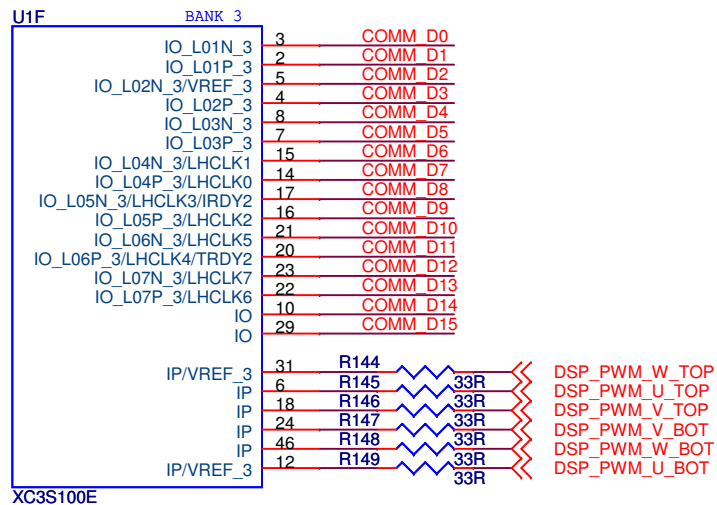 U1F BANK 3
IO_L01N_3 3 COMM_D0
IO_L01P_3 2 COMM_D1
IO_L02N_3/VREF_3 5 COMM_D2
IO_L02P_3 4 COMM_D3
IO_L03N_3 8 COMM_D4
IO_L03P_3 7 COMM_D5
IO_L04N_3/LHCLK1 15 COMM_D6
IO_L04P_3/LHCLK0 14 COMM_D7
IO_L05N_3/LHCLK3/IRDY2 17 COMM_D8
IO_L05P_3/LHCLK2 16 COMM_D9
IO_L06N_3/LHCLK5 21 COMM_D10
IO_L06P_3/LHCLK4/TRDY2 20 COMM_D11
IO_L07N_3/LHCLK7 23 COMM_D12
IO_L07P_3/LHCLK6 22 COMM_D13
IO 10 COMM_D14
IO 29 COMM_D15
IP/VREF_3 31 R144 33R DSP_PWM_W_TOP
IP 6 R145 33R DSP_PWM_U_TOP
IP 18 R146 33R DSP_PWM_V_TOP
IP 24 R147 33R DSP_PWM_V_BOT
IP 46 R148 33R DSP_PWM_W_BOT
IP/VREF_3 12 R149 33R DSP_PWM_U_BOT
XC3S100E